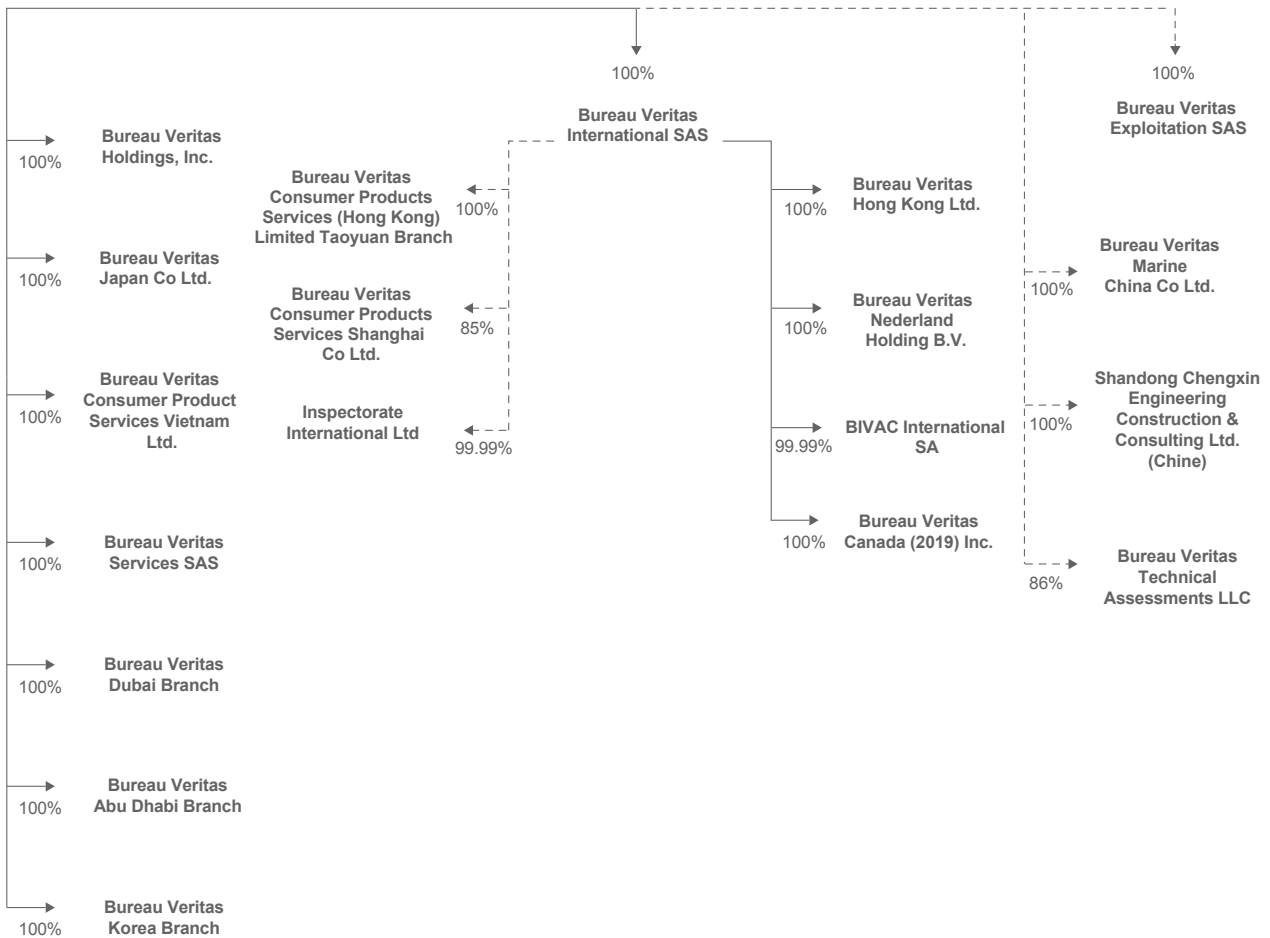 100%
Bureau Veritas
International SAS
100%
Bureau Veritas
Exploitation SAS
100%
Bureau Veritas
Holdings, Inc.
100%
Bureau Veritas
Japan Co Ltd.
100%
Bureau Veritas
Consumer Product
Services Vietnam
Ltd.
100%
Bureau Veritas
Services SAS
100%
Bureau Veritas
Dubai Branch
100%
Bureau Veritas
Abu Dhabi Branch
100%
Bureau Veritas
Korea Branch
100%
Bureau Veritas
Consumer Products
Services (Hong Kong)
Limited Taoyuan Branch
100%
Bureau Veritas
Consumer Products
Services Shanghai
Co Ltd.
85%
Inspectorate
International Ltd
99.99%
Bureau Veritas
Hong Kong Ltd.
100%
Bureau Veritas
Nederland
Holding B.V.
100%
BIVAC International
SA
99.99%
Bureau Veritas
Canada (2019) Inc.
100%
Bureau Veritas
Marine
China Co Ltd.
100%
Shandong Chengxin
Engineering
Construction &
Consulting Ltd.
(Chine)
100%
Bureau Veritas
Technical
Assessments LLC
86%